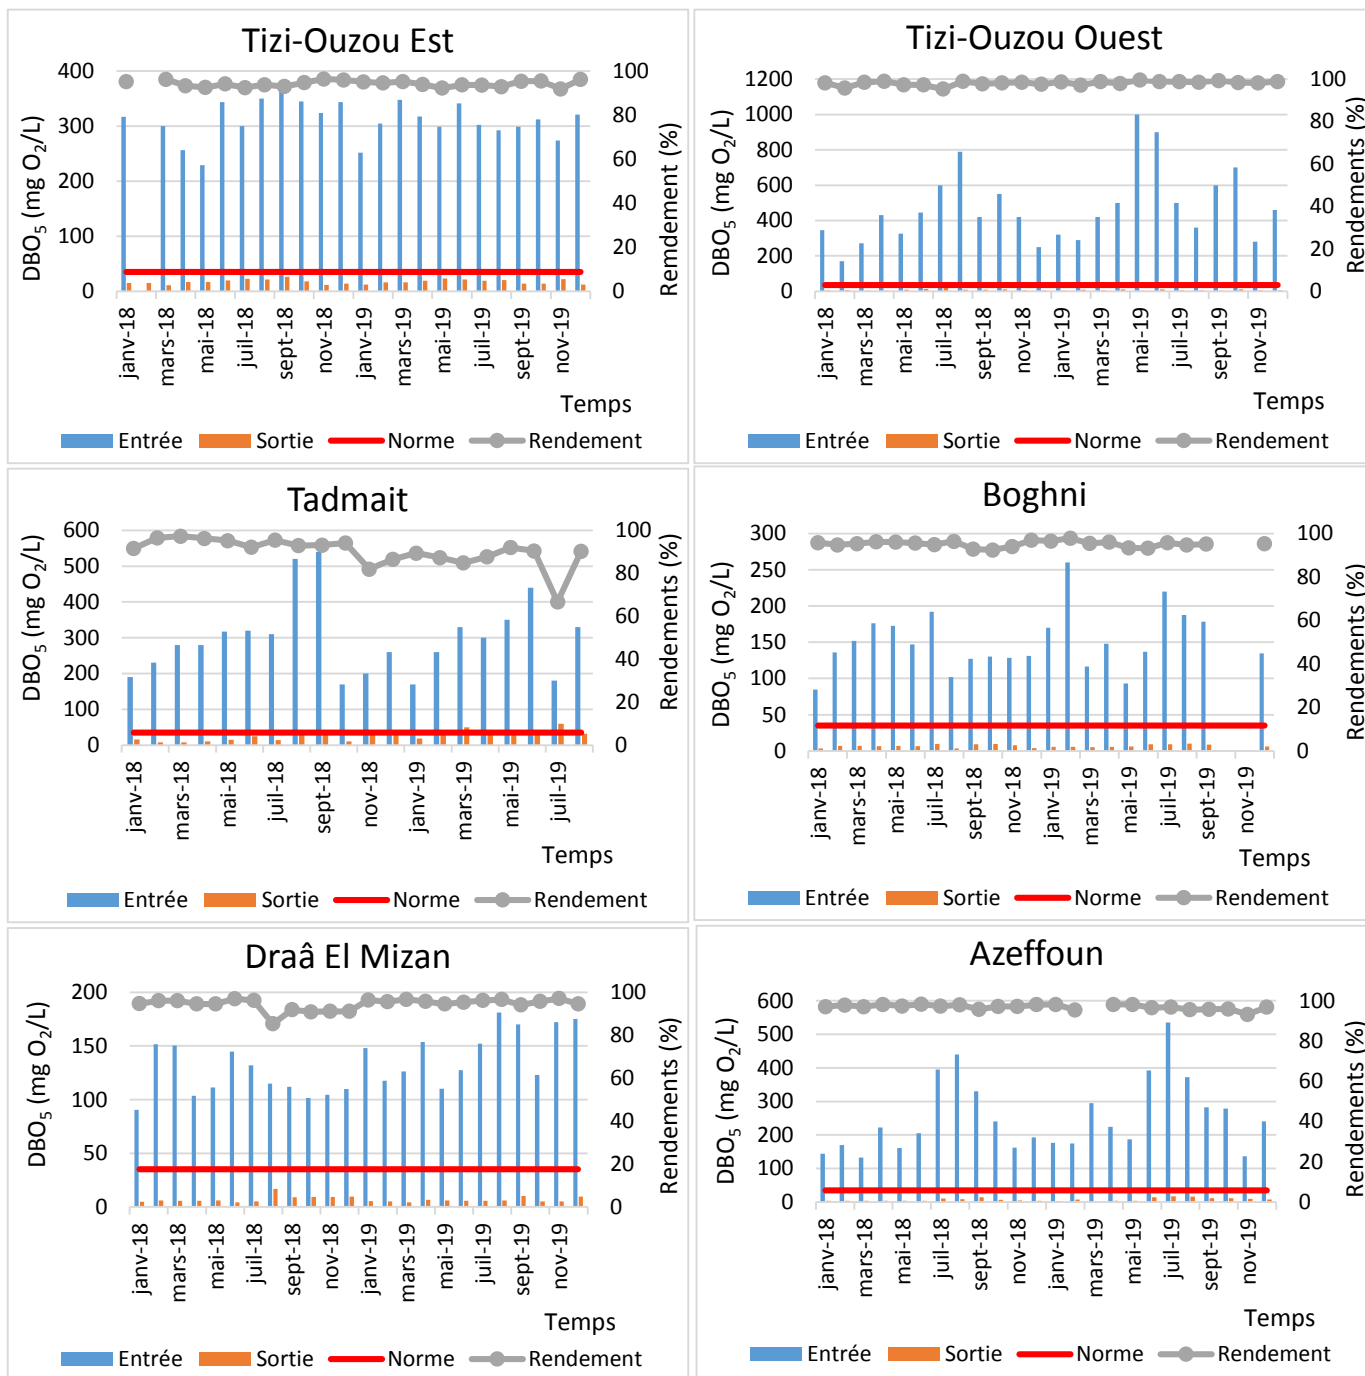 Tizi-Ouzou Est
400
300
200
100
0
DBO5 (mg O2/L)
100
80
60
40
20
0
Remdement (%)
janv-18
mars-18
mai-18
juil-18
sept-18
nov-18
janv-19
mars-19
mai-19
juil-19
sept-19
nov-19
Temps
Entrée Sortie Norme Rendement
Tizi-Ouzou Ouest
1200
1000
800
600
400
200
0
DBO5 (mg O2/L)
100
80
60
40
20
0
Rendements (%)
janv-18
mars-18
mai-18
juil-18
sept-18
nov-18
janv-19
mars-19
mai-19
juil-19
sept-19
nov-19
Temps
Entrée Sortie Norme Rendement
Tadmait
600
500
400
300
200
100
0
DBO5 (mg O2/L)
100
80
60
40
20
0
Rendements (%)
janv-18
mars-18
mai-18
juil-18
sept-18
nov-18
janv-19
mars-19
mai-19
juil-19
Temps
Entrée Sortie Norme Rendement
Boghni
300
250
200
150
100
50
0
DBO5 (mg O2/L)
100
80
60
40
20
0
Rendements (%)
janv-18
mars-18
mai-18
juil-18
sept-18
nov-18
janv-19
mars-19
mai-19
juil-19
sept-19
nov-19
Temps
Entrée Sortie Norme Rendement
Draâ El Mizan
200
150
100
50
0
DBO5 (mg O2/L)
100
80
60
40
20
0
Rendements (%)
janv-18
mars-18
mai-18
juil-18
sept-18
nov-18
janv-19
mars-19
mai-19
juil-19
sept-19
nov-19
Temps
Entrée Sortie Norme Rendement
Azeffoun
600
500
400
300
200
100
0
DBO5 (mg O2/L)
100
80
60
40
20
0
Rendements (%)
janv-18
mars-18
mai-18
juil-18
sept-18
nov-18
janv-19
mars-19
mai-19
juil-19
sept-19
nov-19
Temps
Entrée Sortie Norme Rendement